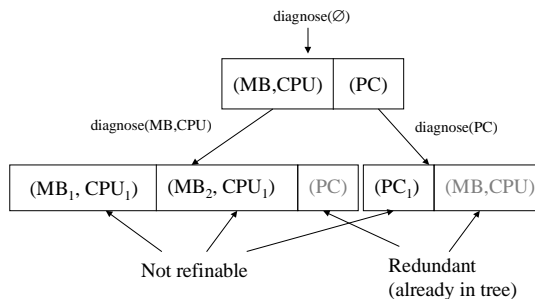 diagnose(∅)
(MB,CPU) (PC)
diagnose(MB,CPU) diagnose(PC)
(MB₁, CPU₁) (MB₂, CPU₁) (PC) (PC₁) (MB,CPU)
Not refinable Redundant
(already in tree)